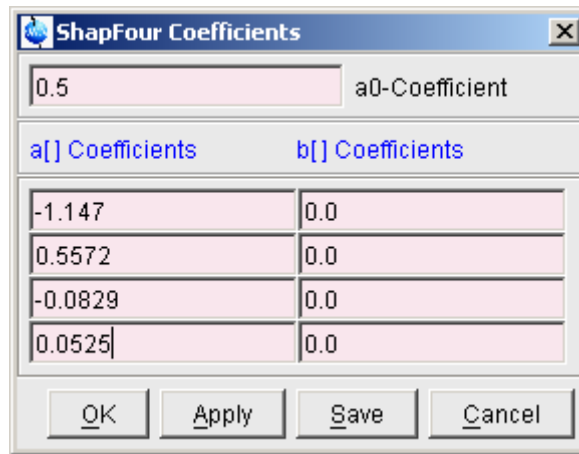 ShapFour Coefficients
0.5 a0-Coefficient
a[] Coefficients b[] Coefficients
-1.147 0.0
0.5572 0.0
-0.0829 0.0
0.0525 0.0
OK Apply Save Cancel